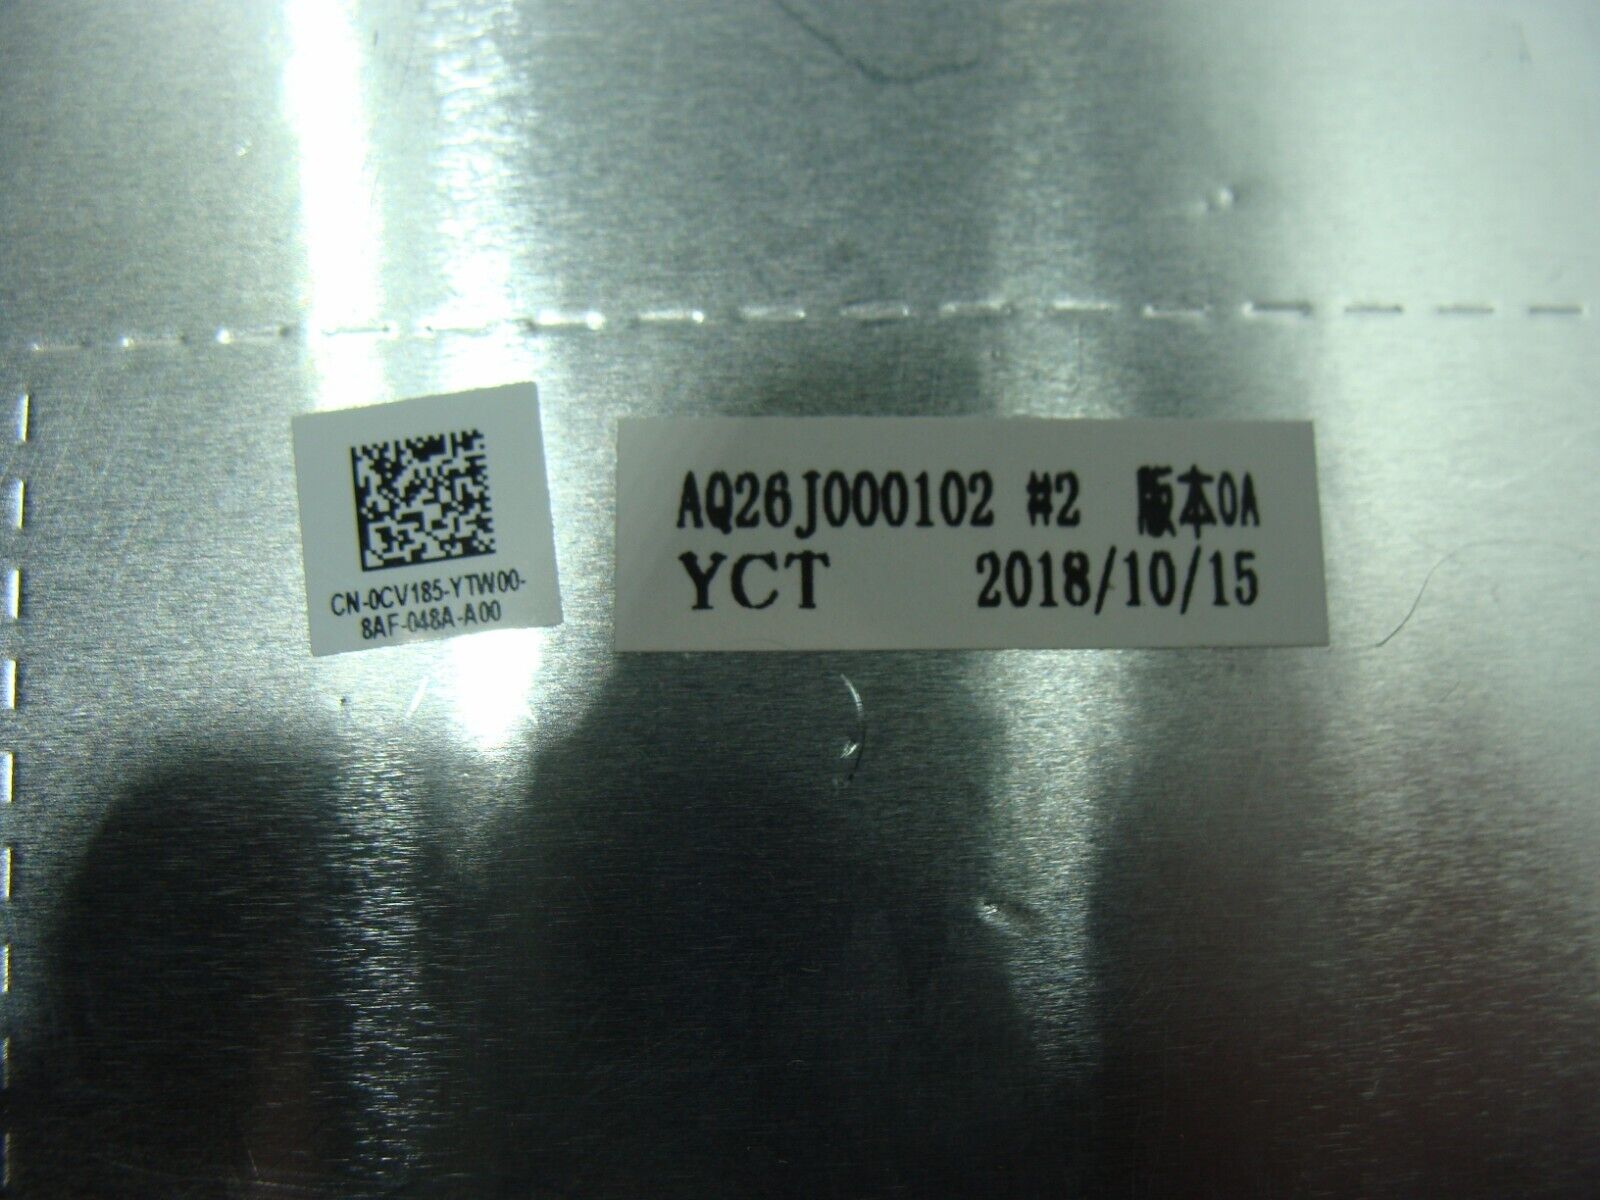 CN-0CV185-YTW00-
8AF-048A-A00
AQ26J000102 #2 版本0A
YCT 2018/10/15